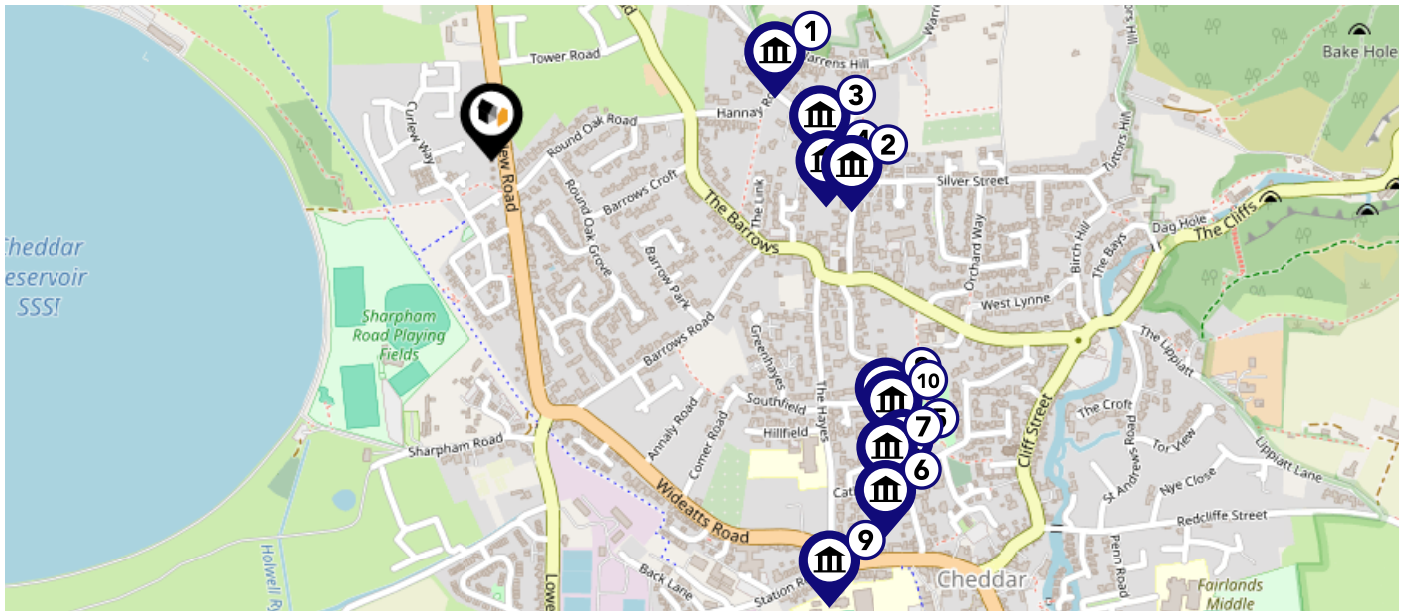 Bake Hole
1
Warrens Hill
Tower Road
3
Hannay Road
Curlew Way
Round Oak Road
4
2
Tuttors Hill
New Road
Silver Street
Barrows Croft
The Link
The Barrows
Round Oak Grove
Orchard Way
Birch Hill
The Bays
Dag Hole
The Cliffs
Cheddar
Reservoir
SSSI
Barrow Park
West Lynne
Sharpham
Road Playing
Fields
Barrows Road
Greenhayes
The Lippiatt
10
The Hayes
Southfield
The Croft
5
7
Hillfield
Annaly Road
Corner Road
Cliff Street
Tor View
Sharpham Road
St Andrews Road
Lippiatt Lane
6
Nye Close
Wideatts Road
Redcliffe Street
9
Holwell
Back Lane
Station
Cheddar
Penn Road
Fairlands
Middle